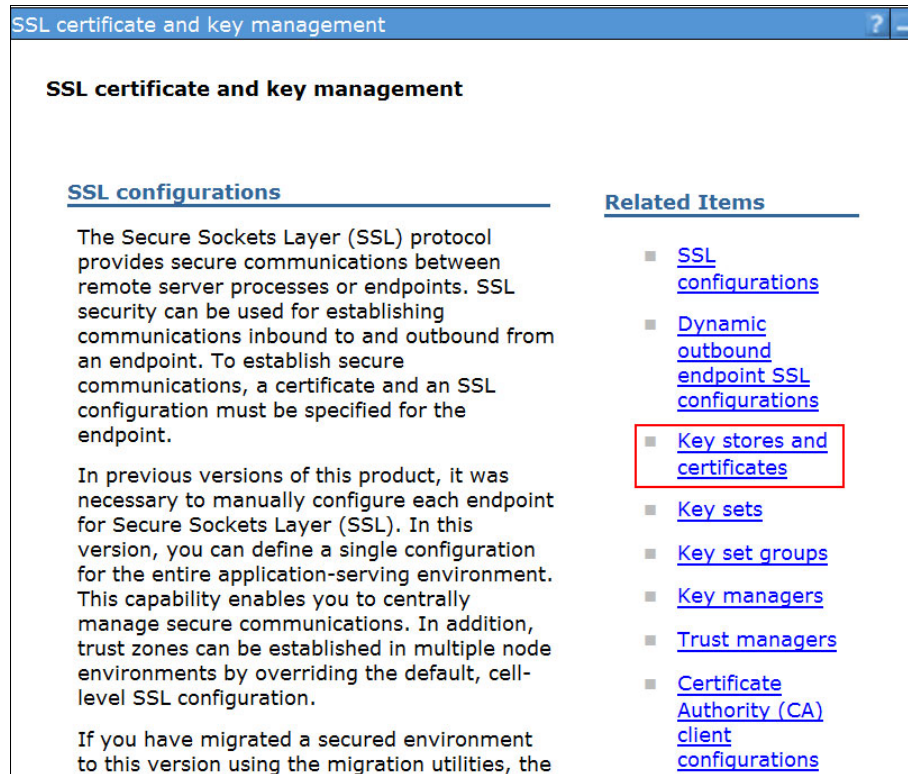 SSL certificate and key management
?
SSL certificate and key management
SSL configurations
The Secure Sockets Layer (SSL) protocol
provides secure communications between
remote server processes or endpoints. SSL
security can be used for establishing
communications inbound to and outbound from
an endpoint. To establish secure
communications, a certificate and an SSL
configuration must be specified for the
endpoint.
In previous versions of this product, it was
necessary to manually configure each endpoint
for Secure Sockets Layer (SSL). In this
version, you can define a single configuration
for the entire application-serving environment.
This capability enables you to centrally
manage secure communications. In addition,
trust zones can be established in multiple node
environments by overriding the default, cell-
level SSL configuration.
If you have migrated a secured environment
to this version using the migration utilities, the
Related Items
SSL
configurations
Dynamic
outbound
endpoint SSL
configurations
Key stores and
certificates
Key sets
Key set groups
Key managers
Trust managers
Certificate
Authority (CA)
client
configurations